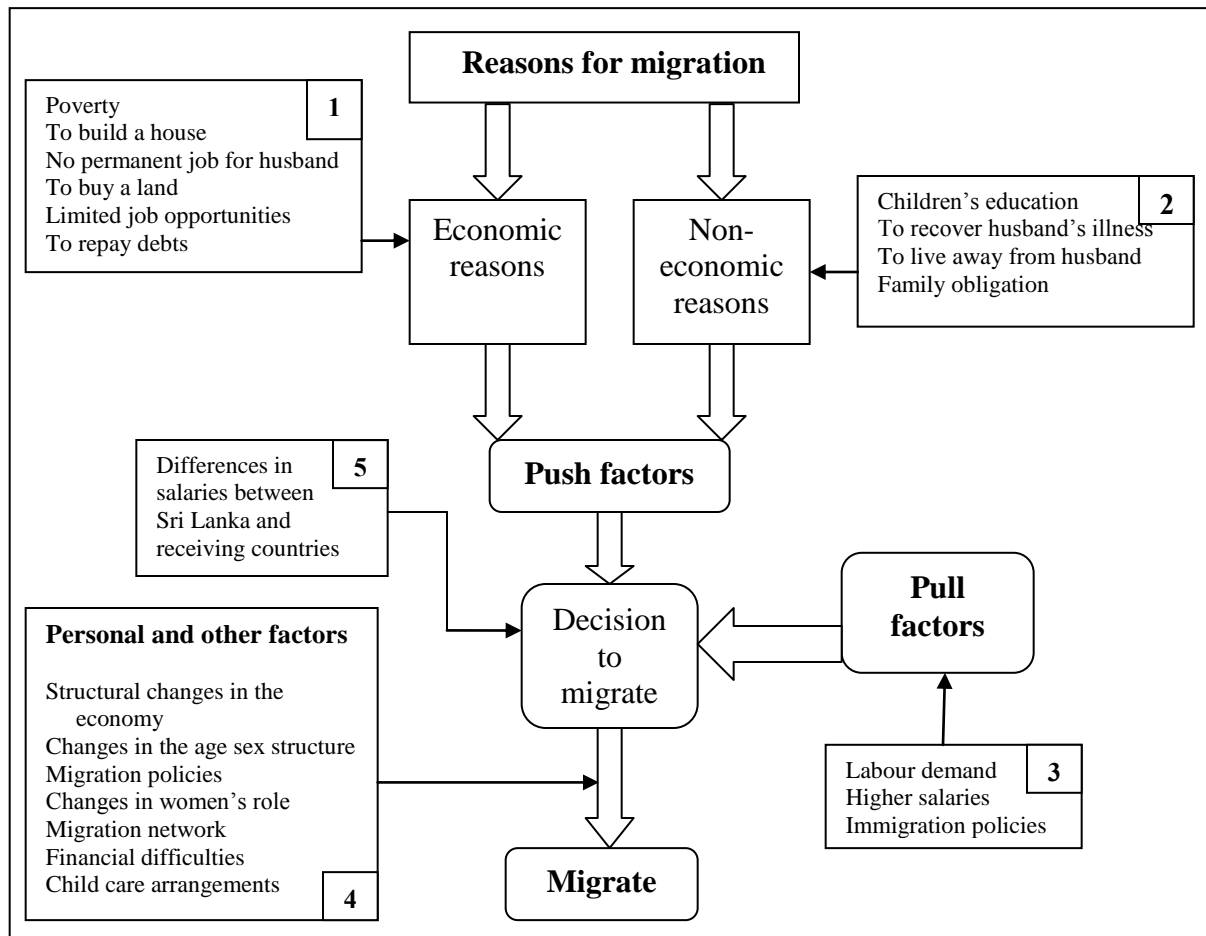 Reasons for migration
1
Poverty
To build a house
No permanent job for husband
To buy a land
Limited job opportunities
To repay debts
Economic
reasons
Non-
economic
reasons
2
Children's education
To recover husband's illness
To live away from husband
Family obligation
5
Differences in
salaries between
Sri Lanka and
receiving countries
Push factors
Decision
to
migrate
Pull
factors
Personal and other factors
Structural changes in the
economy
Changes in the age sex structure
Migration policies
Changes in women's role
Migration network
Financial difficulties
Child care arrangements
4
3
Labour demand
Higher salaries
Immigration policies
Migrate